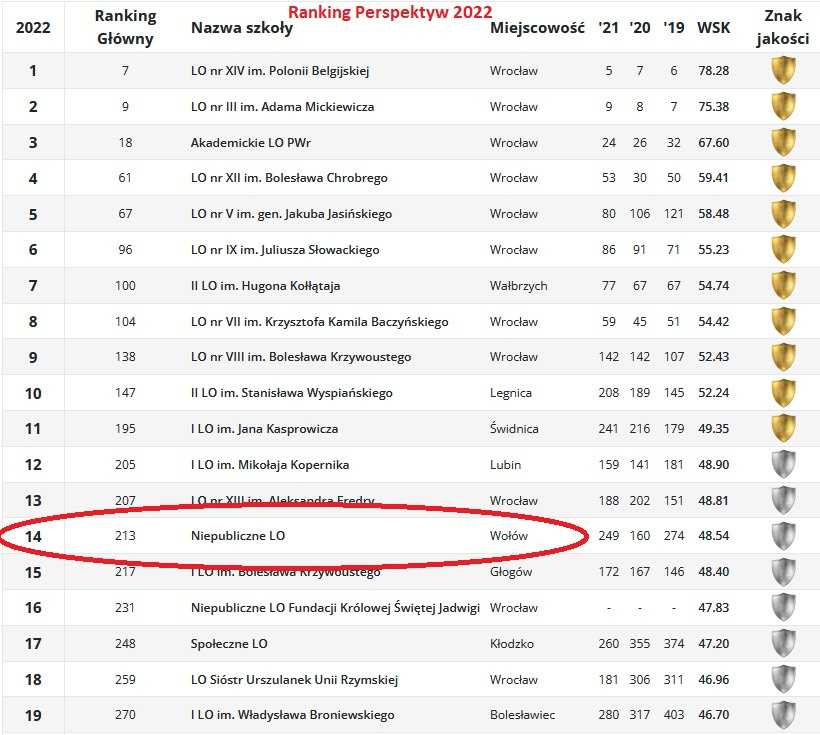 Ranking Perspektyw 2022
2022 Ranking Główny Nazwa szkoły Miejscowość '21 '20 '19 WSK Znak jakości
1 7 LO nr XIV im. Polonii Belgijskiej Wrocław 5 7 6 78.28
2 9 LO nr III im. Adama Mickiewicza Wrocław 9 8 7 75.38
3 18 Akademickie LO PWr Wrocław 24 26 32 67.60
4 61 LO nr XII im. Bolesława Chrobrego Wrocław 53 30 50 59.41
5 67 LO nr V im. gen. Jakuba Jasińskiego Wrocław 80 106 121 58.48
6 96 LO nr IX im. Juliusza Słowackiego Wrocław 86 91 71 55.23
7 100 II LO im. Hugona Kołłątaja Wałbrzych 77 67 67 54.74
8 104 LO nr VII im. Krzysztofa Kamila Baczyńskiego Wrocław 59 45 51 54.42
9 138 LO nr VIII im. Bolesława Krzywoustego Wrocław 142 142 107 52.43
10 147 II LO im. Stanisława Wyspiańskiego Legnica 208 189 145 52.24
11 195 I LO im. Jana Kasprowicza Świdnica 241 216 179 49.35
12 205 I LO im. Mikołaja Kopernika Lubin 159 141 181 48.90
13 207 LO nr XIII im. Aleksandra Fredry Wrocław 188 202 151 48.81
14 213 Niepubliczne LO Wołów 249 160 274 48.54
15 217 I LO im. Bolesława Krzywoustego Głogów 172 167 146 48.40
16 231 Niepubliczne LO Fundacji Królowej Świętej Jadwigi Wrocław - - - 47.83
17 248 Społeczne LO Kłodzko 260 355 374 47.20
18 259 LO Sióstr Urszulanek Unii Rzymskiej Wrocław 181 306 311 46.96
19 270 I LO im. Władysława Broniewskiego Bolesławiec 280 317 403 46.70